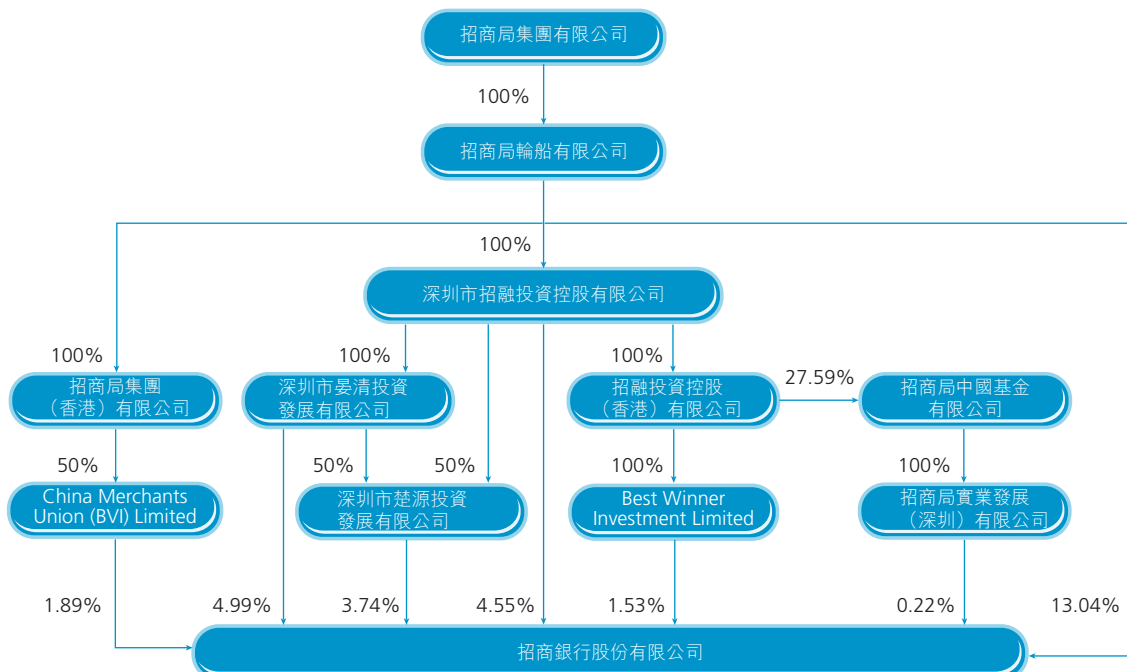 招商局集團有限公司
100%
招商局輪船有限公司
100%
深圳市招融投資控股有限公司
100%
100%
100%
招商局集團
（香港）有限公司
深圳市晏清投資
發展有限公司
招融投資控股
（香港）有限公司
27.59%
招商局中國基金
有限公司
50%
50%
50%
100%
100%
China Merchants
Union (BVI) Limited
深圳市楚源投資
發展有限公司
Best Winner
Investment Limited
招商局實業發展
（深圳）有限公司
1.89%
4.99%
3.74%
4.55%
1.53%
0.22%
13.04%
招商銀行股份有限公司